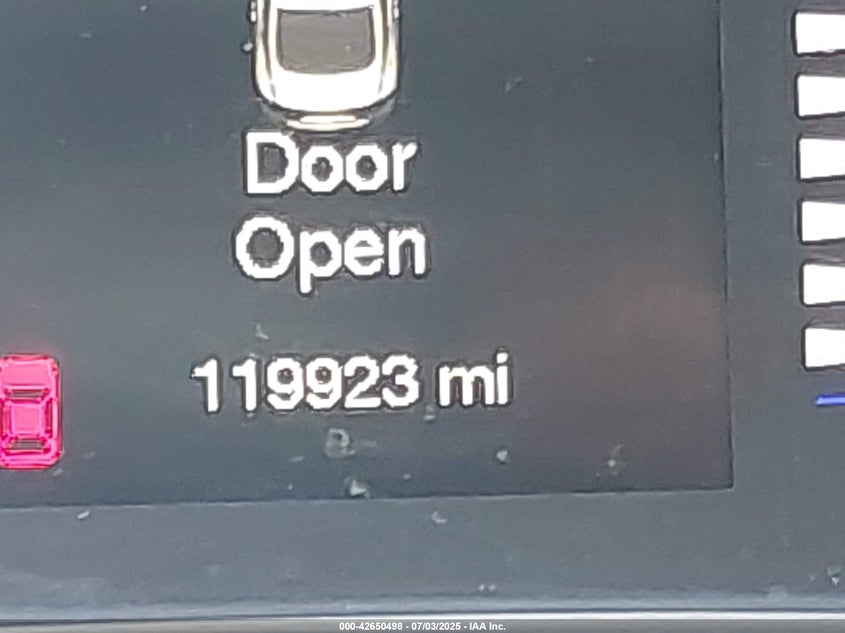 Door
Open
119923 mi
000-42650498 - 07/03/2025 - IAA Inc.